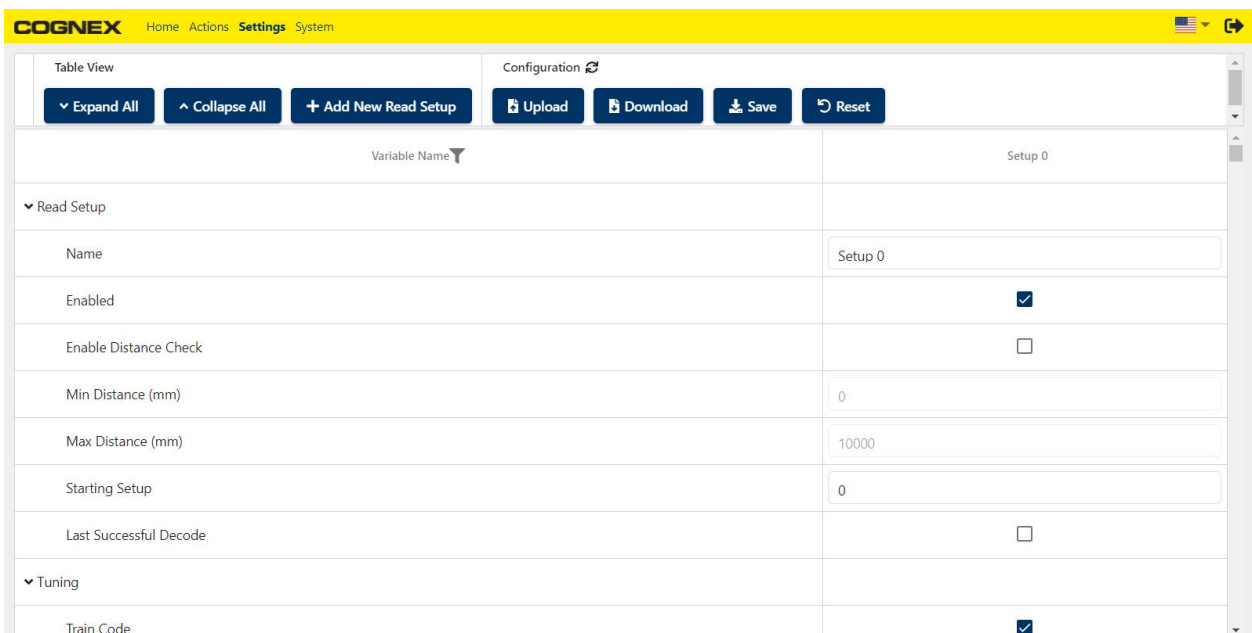 COGNEX Home Actions Settings System
Table View Configuration
Expand All Collapse All Add New Read Setup Upload Download Save Reset
Variable Name Setup 0
Read Setup
Name Setup 0
Enabled
Enable Distance Check
Min Distance (mm) 0
Max Distance (mm) 10000
Starting Setup 0
Last Successful Decode
Tuning
Train Code